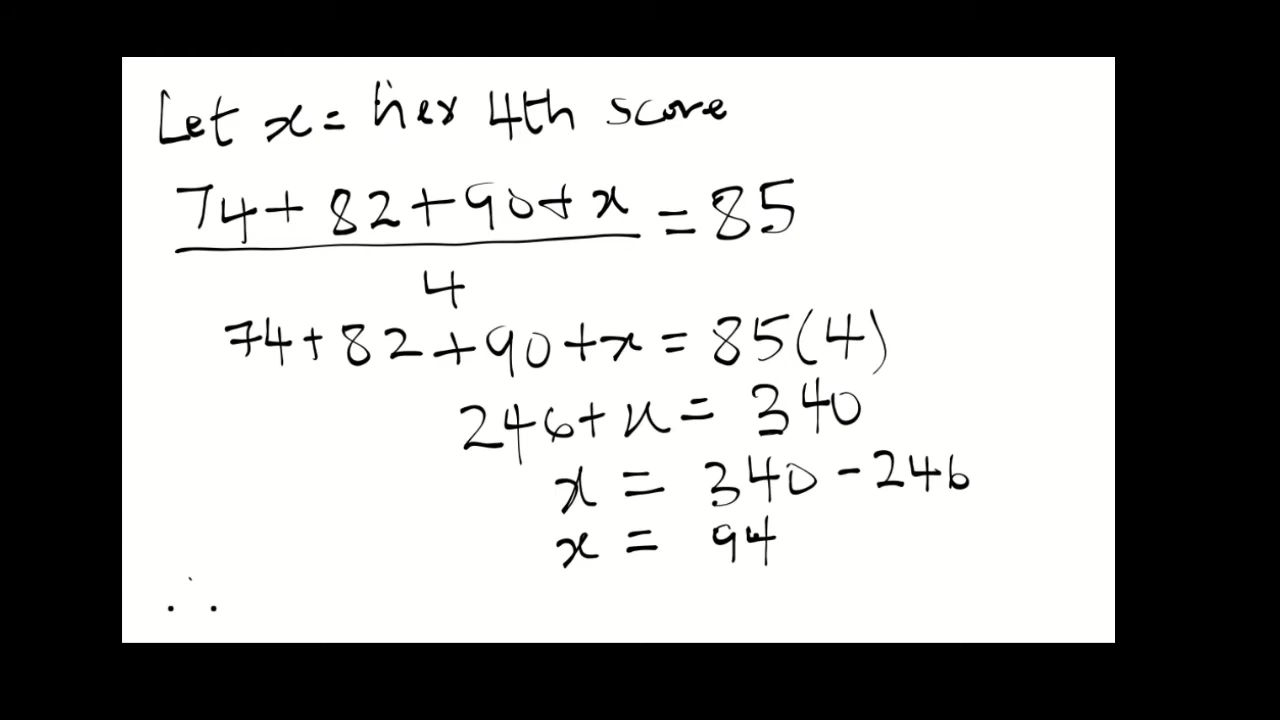 Let x = her 4th score
74 + 82 + 90 + x = 85
4
74 + 82 + 90 + x = 85(4)
246 + x = 340
x = 340 - 246
x = 94
∴